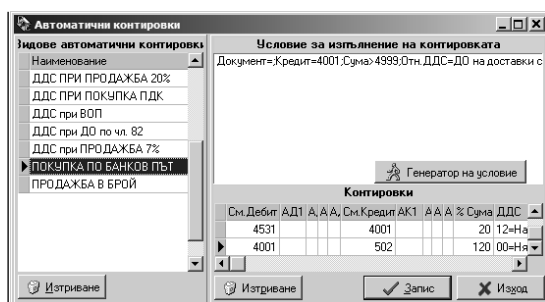 Автоматични контировки
Видове автоматични контировки
Наименование
ДДС ПРИ ПРОДАЖБА 20%
ДДС ПРИ ПОКУПКА ПДК
ДДС при ВОП
ДДС при ДО по чл. 82
ДДС при ПРОДАЖБА 7%
ПОКУПКА ПО БАНКОВ ПЪТ
ПРОДАЖБА В БРОЙ
Изтриване
Условие за изпълнение на контировката
Документ=;Кредит=4001;Сума>4999;Отн.ДДС=ДО на доставки с
Генератор на условие
Контировки
См.Дебит АД1 А, А А, См.Кредит АК1 А А А % Сума ДДС
4531 4001 20 12=На
4001 502 120 00=Ня
Изтриване Запис Изход